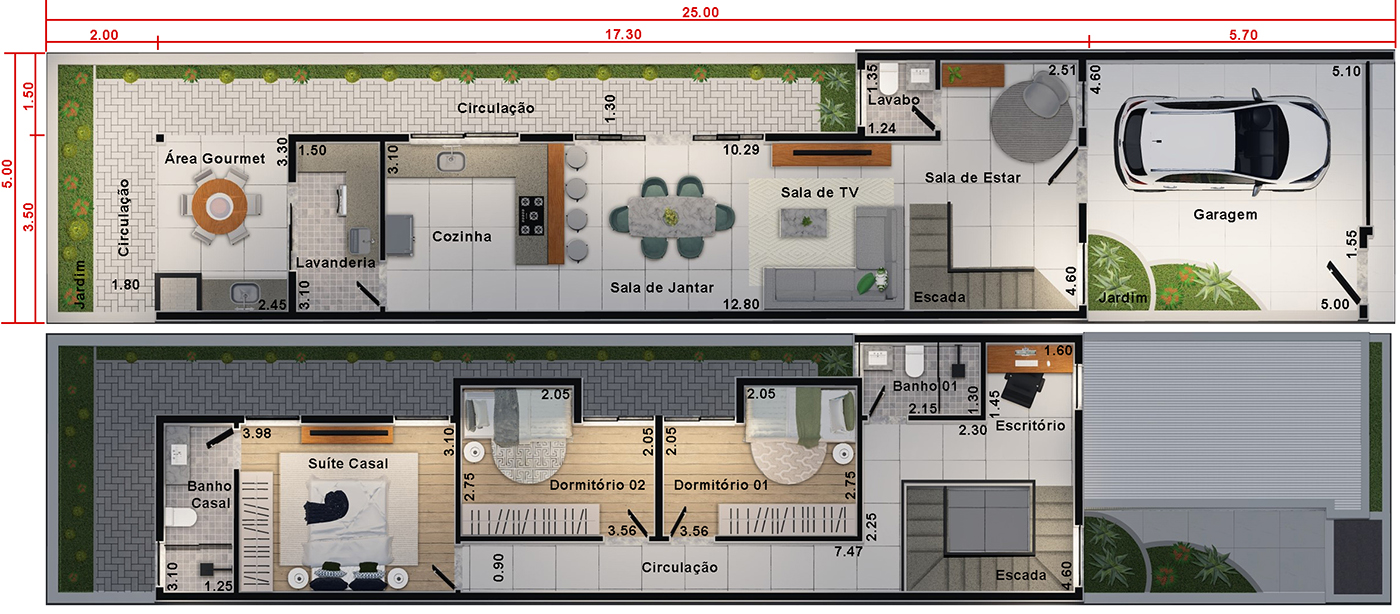 25.00
2.00
17.30
5.70
5.00
1.50
3.50
Circulação
1.30
1.35
Lavabo
1.24
2.51
4.60
5.10
Área Gourmet
3.30
1.50
3.10
10.29
Sala de TV
Sala de Estar
Garagem
Circulação
Cozinha
Lavanderia
1.80
Jardim
2.45
3.10
Sala de Jantar
12.80
Escada
4.60
Jardim
1.55
5.00
2.05
2.05
Banho 01
2.15
1.30
1.60
1.45
Escritório
2.30
3.98
3.10
2.05
2.05
Suíte Casal
Banho
Casal
2.75
Dormitório 02
Dormitório 01
2.75
3.56
3.56
2.25
7.47
3.10
1.25
0.90
Circulação
Escada
4.60